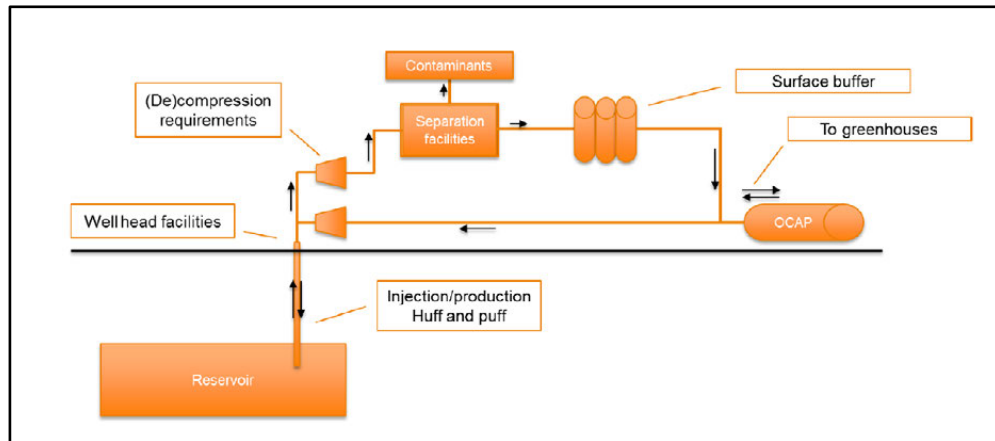 Contaminants
Surface buffer
(De)compression
requirements
Separation
facilities
To greenhouses
Well head facilities
OCAP
Injection/production
Huff and puff
Reservoir